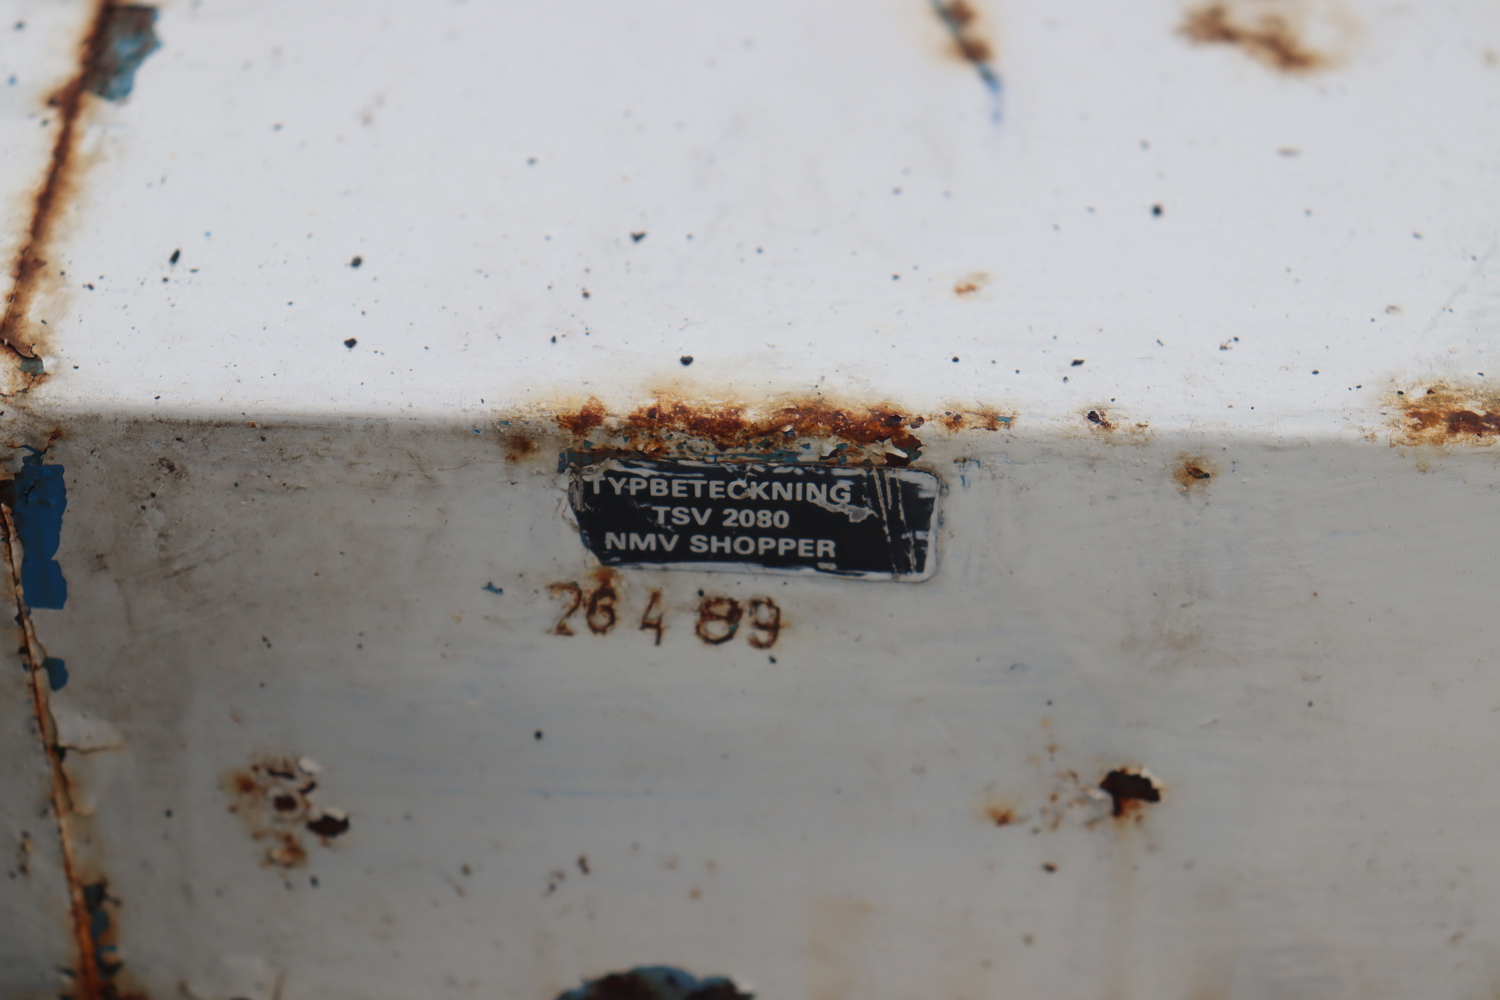 TYPBETECKNING
TSV 2080
NMV SHOPPER
26 4 89